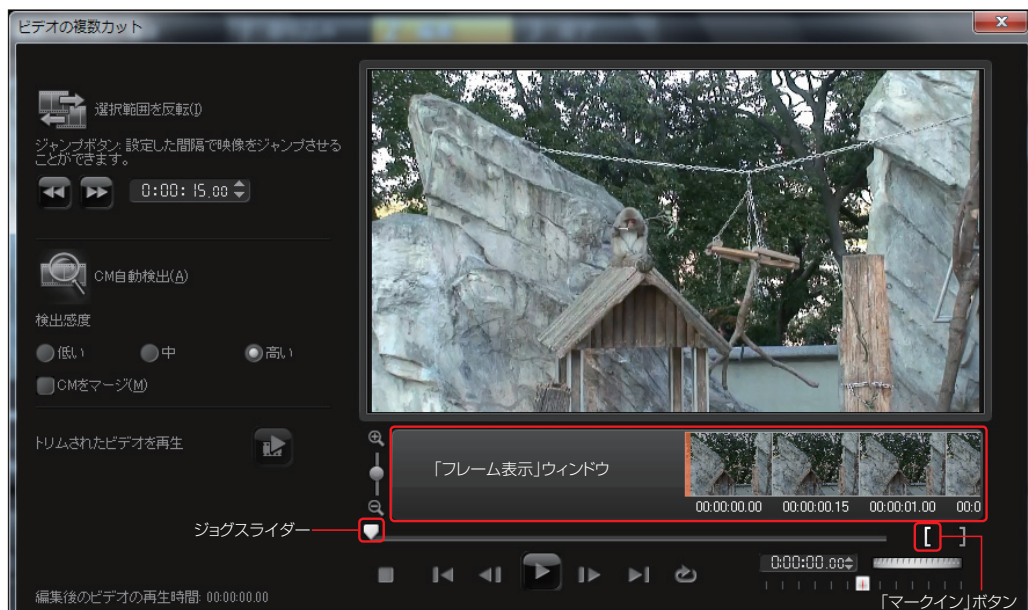 ビデオの複数カット
選択範囲を反転(I)
ジャンプボタン: 設定した間隔で映像をジャンプさせる
ことができます。
0:00:15.00
CM自動検出(A)
検出感度
低い 中 高い
CMをマージ(M)
トリムされたビデオを再生
「フレーム表示」ウィンドウ
00:00:00.00 00:00:00.15 00:00:01.00 00:0
ジョグスライダー
[ ]
0:00:00.00
編集後のビデオの再生時間: 00:00:00.00
「マークイン」ボタン